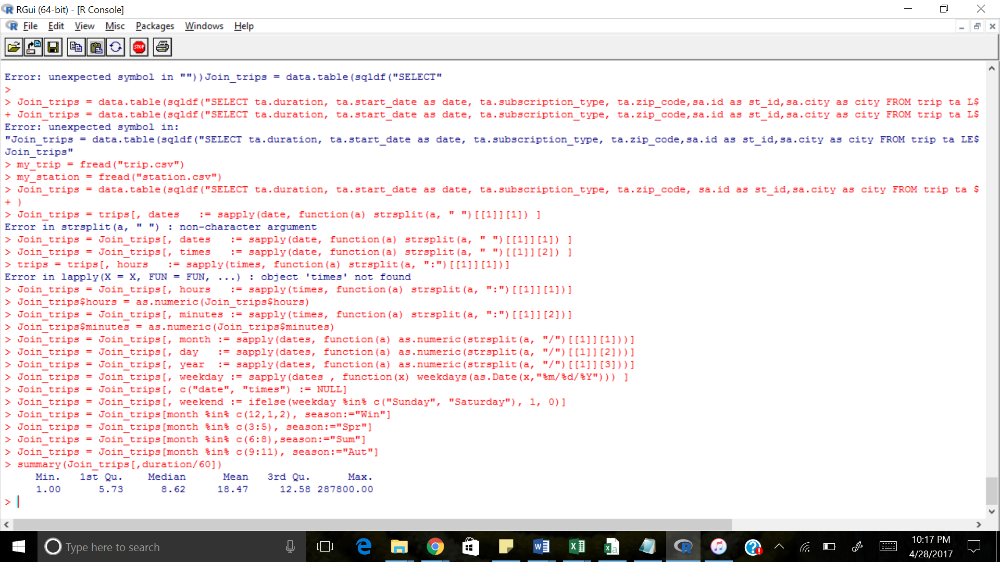 RGui (64-bit) - [R Console]
File Edit View Misc Packages Windows Help
STOP
Error: unexpected symbol in ""))Join_trips = data.table(sqldf("SELECT"
>
> Join_trips = data.table(sqldf("SELECT ta.duration, ta.start_date as date, ta.subscription_type, ta.zip_code,sa.id as st_id,sa.city as city FROM trip ta L$
+ Join_trips = data.table(sqldf("SELECT ta.duration, ta.start_date as date, ta.subscription_type, ta.zip_code,sa.id as st_id,sa.city as city FROM trip ta L$
Error: unexpected symbol in:
"Join_trips = data.table(sqldf("SELECT ta.duration, ta.start_date as date, ta.subscription_type, ta.zip_code,sa.id as st_id,sa.city as city FROM trip ta LE$
Join_trips"
> my_trip = fread("trip.csv")
> my_station = fread("station.csv")
> Join_trips = data.table(sqldf("SELECT ta.duration, ta.start_date as date, ta.subscription_type, ta.zip_code, sa.id as st_id,sa.city as city FROM trip ta $
+ )
> Join_trips = trips[, dates   := sapply(date, function(a) strsplit(a, " ")[[1]][1]) ]
Error in strsplit(a, " ") : non-character argument
> Join_trips = Join_trips[, dates   := sapply(date, function(a) strsplit(a, " ")[[1]][1]) ]
> Join_trips = Join_trips[, times   := sapply(date, function(a) strsplit(a, " ")[[1]][2]) ]
> trips = trips[, hours   := sapply(times, function(a) strsplit(a, ":")[[1]][1])]
Error in lapply(X = X, FUN = FUN, ...) : object 'times' not found
> Join_trips = Join_trips[, hours   := sapply(times, function(a) strsplit(a, ":")[[1]][1])]
> Join_trips$hours = as.numeric(Join_trips$hours)
> Join_trips = Join_trips[, minutes := sapply(times, function(a) strsplit(a, ":")[[1]][2])]
> Join_trips$minutes = as.numeric(Join_trips$minutes)
> Join_trips = Join_trips[, month := sapply(dates, function(a) as.numeric(strsplit(a, "/")[[1]][1]))]
> Join_trips = Join_trips[, day   := sapply(dates, function(a) as.numeric(strsplit(a, "/")[[1]][2]))]
> Join_trips = Join_trips[, year  := sapply(dates, function(a) as.numeric(strsplit(a, "/")[[1]][3]))]
> Join_trips = Join_trips[, weekday := sapply(dates , function(x) weekdays(as.Date(x,"%m/%d/%Y"))) ]
> Join_trips = Join_trips[, c("date", "times") := NULL]
> Join_trips = Join_trips[, weekend := ifelse(weekday %in% c("Sunday", "Saturday"), 1, 0)]
> Join_trips = Join_trips[month %in% c(12,1,2), season:="Win"]
> Join_trips = Join_trips[month %in% c(3:5), season:="Spr"]
> Join_trips = Join_trips[month %in% c(6:8),season:="Sum"]
> Join_trips = Join_trips[month %in% c(9:11), season:="Aut"]
> summary(Join_trips[,duration/60])
Min. 1st Qu. Median Mean 3rd Qu. Max.
1.00 5.73 8.62 18.47 12.58 287800.00
>
Type here to search
10:17 PM
4/28/2017